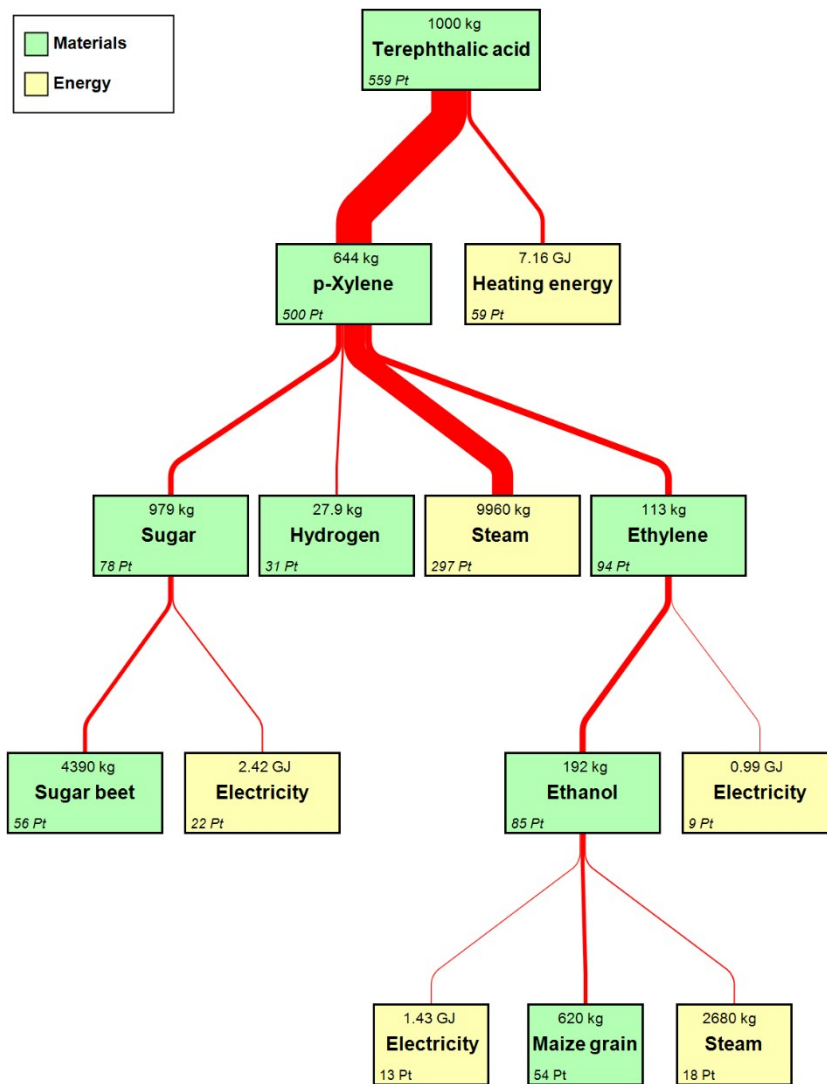 Materials
Energy
1000 kg
Terephthalic acid
559 Pt
644 kg
p-Xylene
500 Pt
7.16 GJ
Heating energy
59 Pt
979 kg
Sugar
78 Pt
27.9 kg
Hydrogen
31 Pt
9960 kg
Steam
297 Pt
113 kg
Ethylene
94 Pt
4390 kg
Sugar beet
56 Pt
2.42 GJ
Electricity
22 Pt
192 kg
Ethanol
85 Pt
0.99 GJ
Electricity
9 Pt
1.43 GJ
Electricity
13 Pt
620 kg
Maize grain
54 Pt
2680 kg
Steam
18 Pt